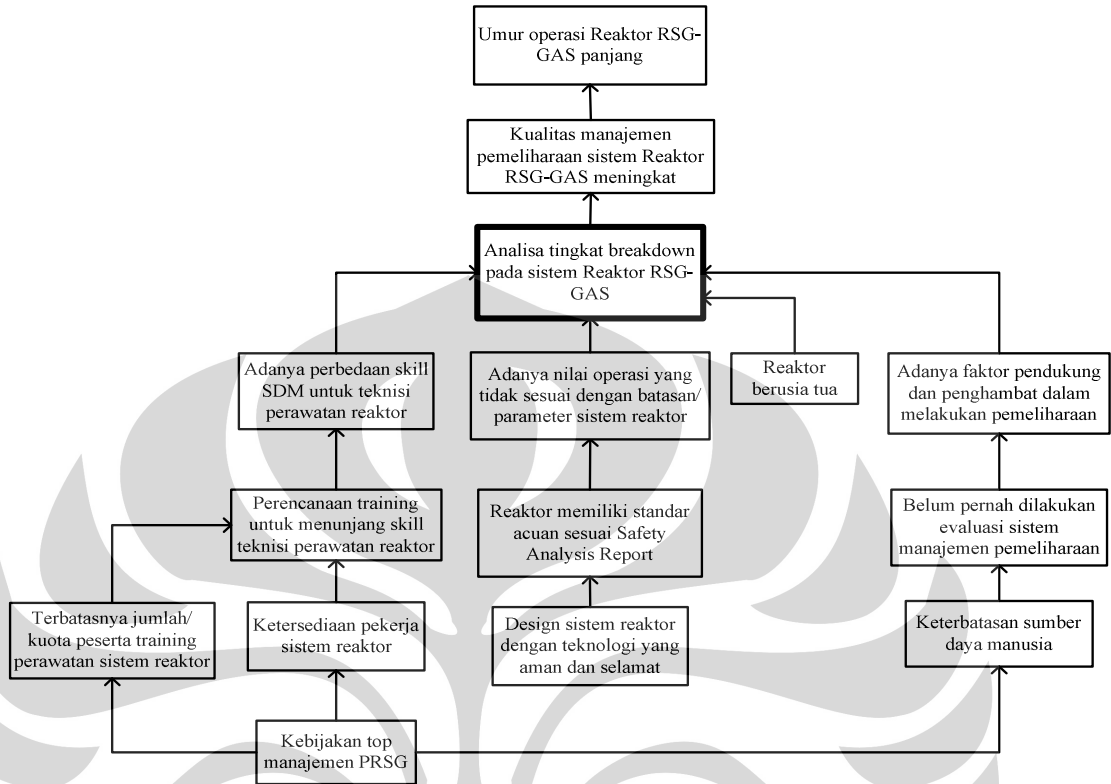 Umur operasi Reaktor RSG-
GAS panjang
Kualitas manajemen
pemeliharaan sistem Reaktor
RSG-GAS meningkat
Analisa tingkat breakdown
pada sistem Reaktor RSG-
GAS
Adanya perbedaan skill
SDM untuk teknisi
perawatan reaktor
Adanya nilai operasi yang
tidak sesuai dengan batasan/
parameter sistem reaktor
Reaktor
berusia tua
Adanya faktor pendukung
dan penghambat dalam
melakukan pemeliharaan
Perencanaan training
untuk menunjang skill
teknisi perawatan reaktor
Reaktor memiliki standar
acuan sesuai Safety
Analysis Report
Belum pernah dilakukan
evaluasi sistem
manajemen pemeliharaan
Terbatasnya jumlah/
kuota peserta training
perawatan sistem reaktor
Ketersediaan pekerja
sistem reaktor
Design sistem reaktor
dengan teknologi yang
aman dan selamat
Keterbatasan sumber
daya manusia
Kebijakan top
manajemen PRSG